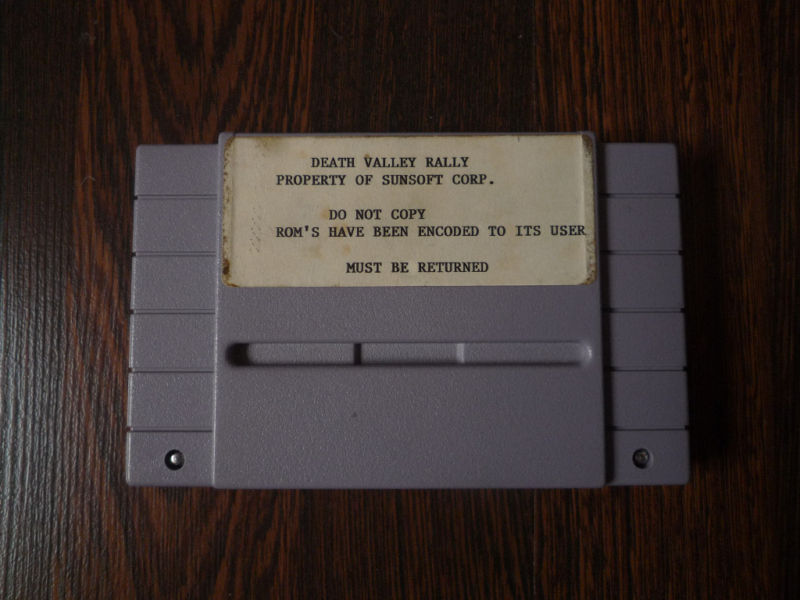 DEATH VALLEY RALLY
PROPERTY OF SUNSOFT CORP.
DO NOT COPY
ROM'S HAVE BEEN ENCODED TO ITS USER
MUST BE RETURNED